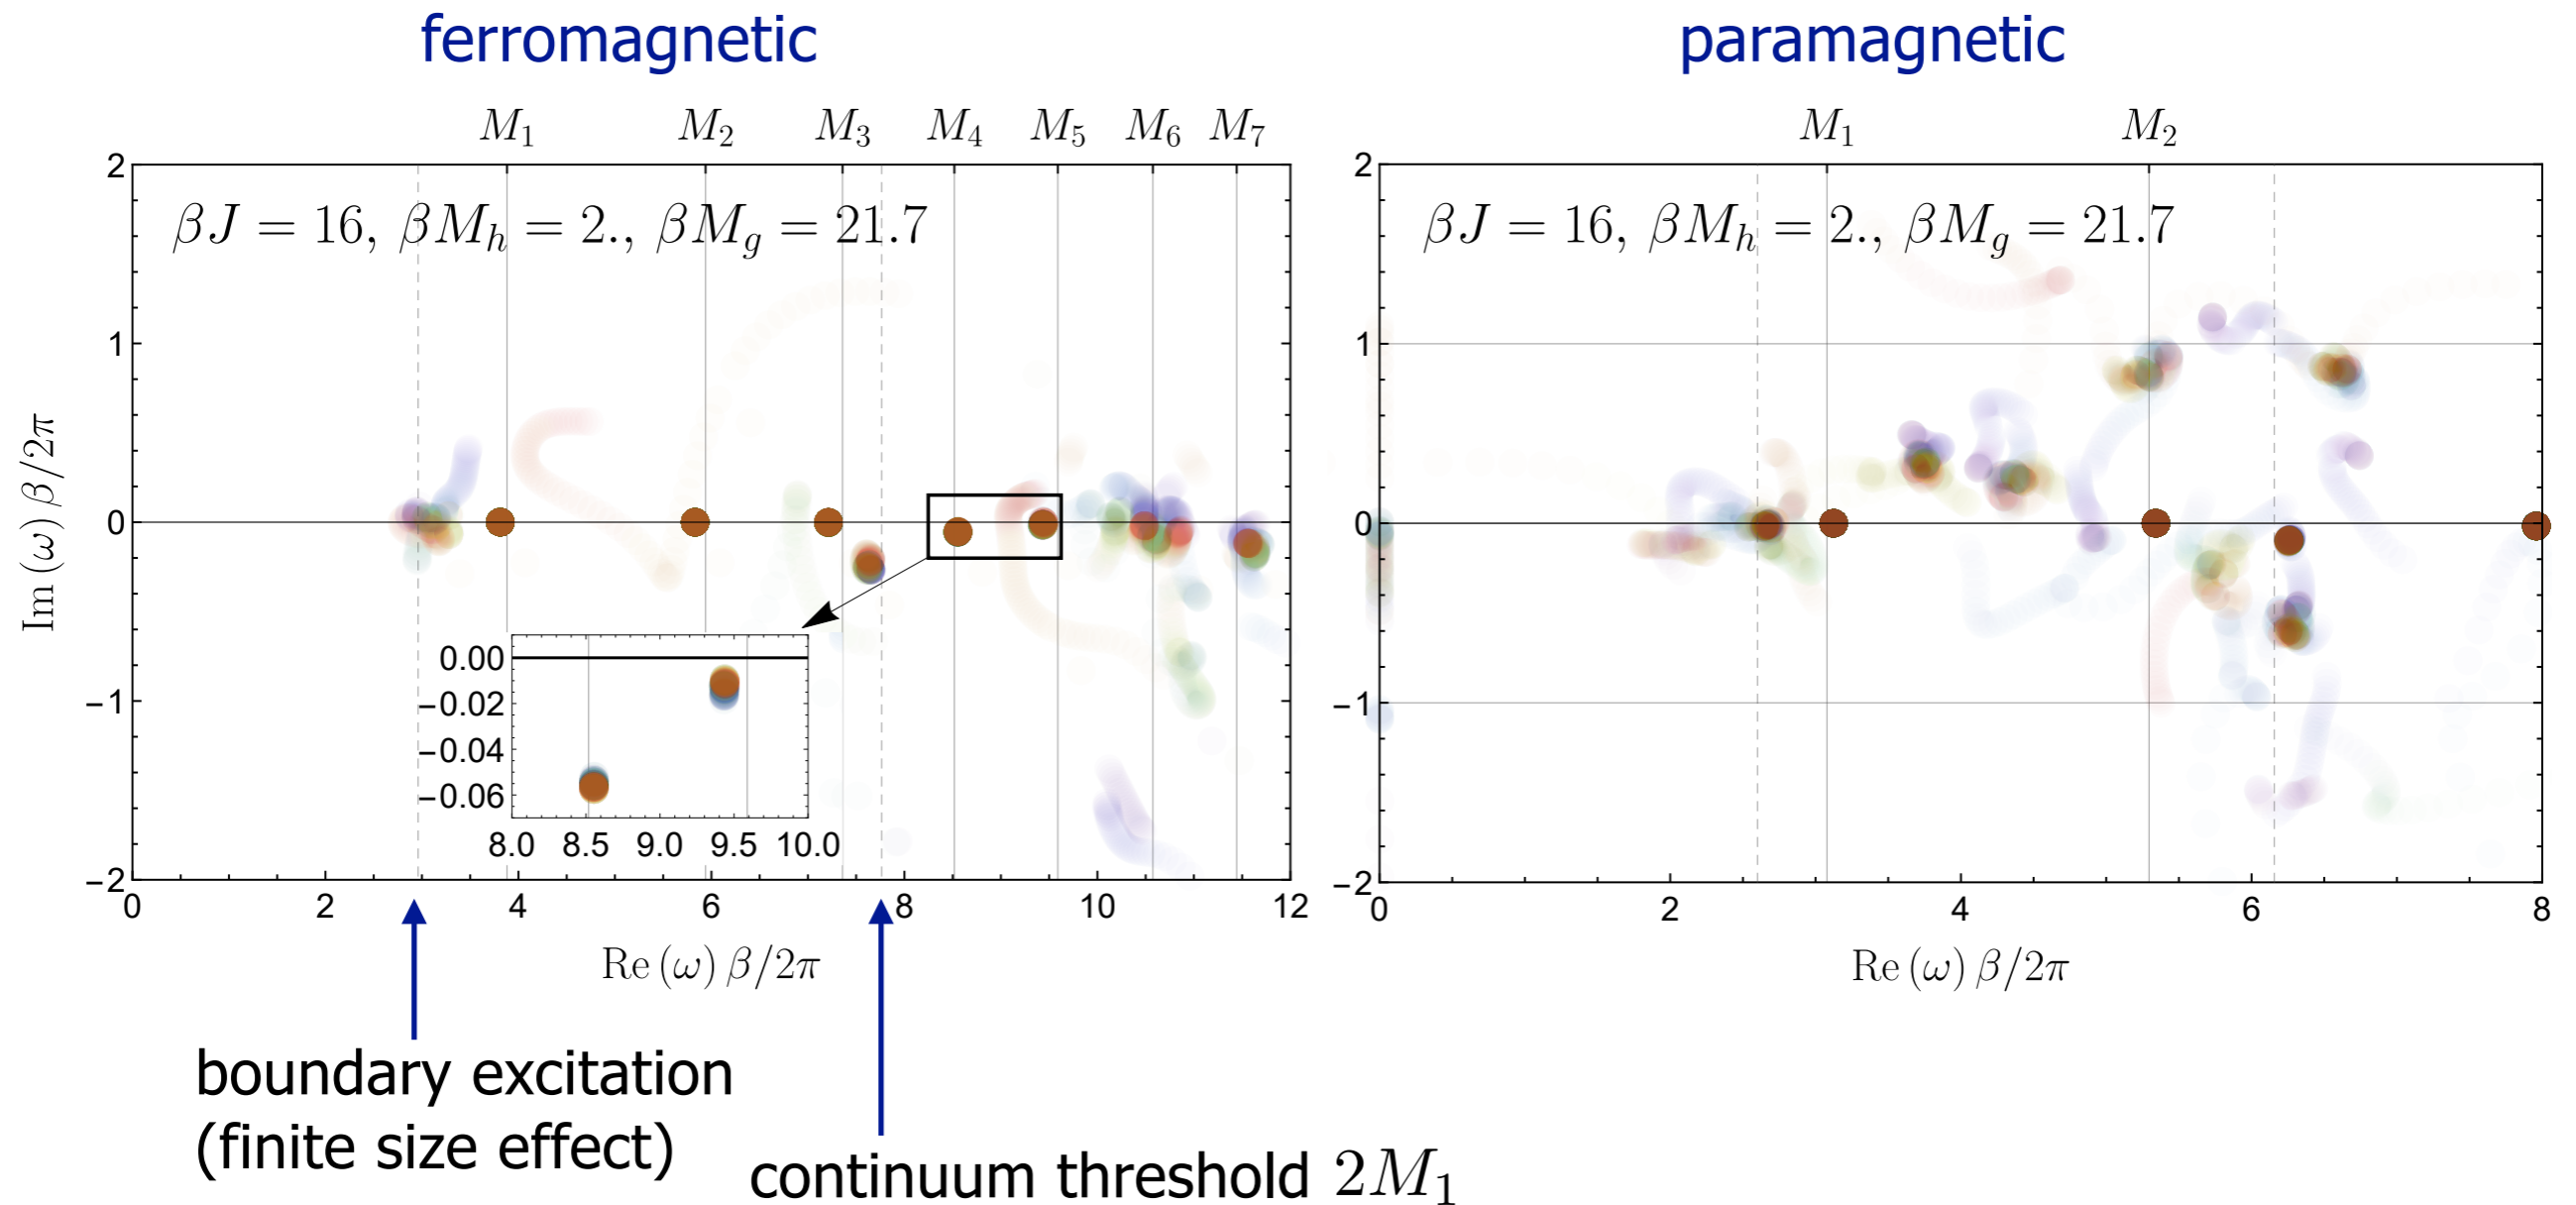 ferromagnetic
paramagnetic
M₁ M₂ M₃ M₄ M₅ M₆ M₇
M₁ M₂
βJ = 16, βM_h = 2., βM_g = 21.7
βJ = 16, βM_h = 2., βM_g = 21.7
2
1
0
−1
−2
Im (ω) β/2π
0.00
−0.02
−0.04
−0.06
8.0 8.5 9.0 9.5 10.0
0 2 4 6 8 10 12
Re (ω) β/2π
2
1
0
−1
−2
0 2 4 6 8
Re (ω) β/2π
boundary excitation
(finite size effect)
continuum threshold 2M₁